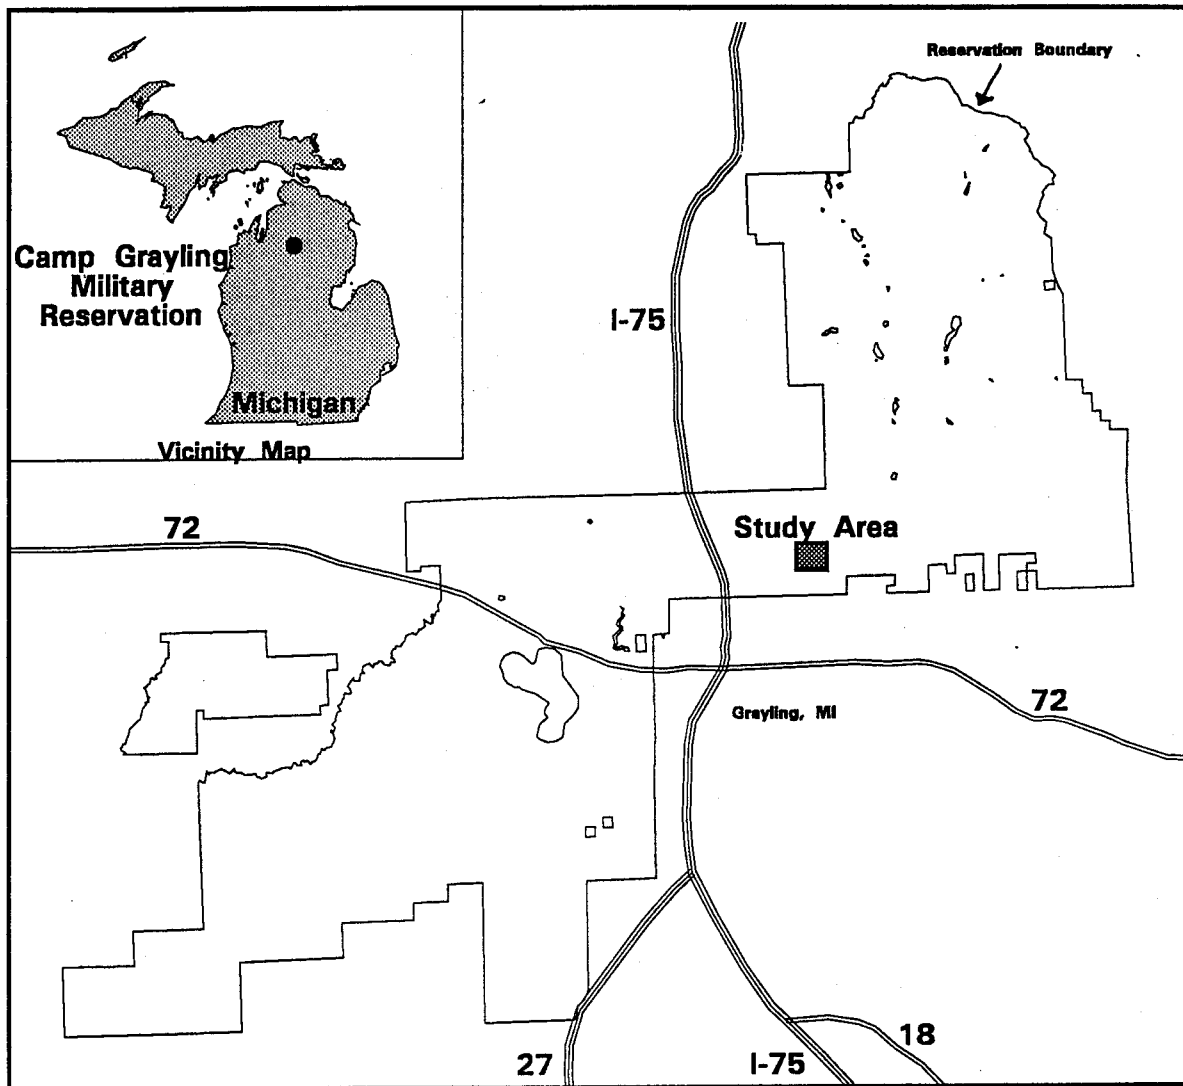 Reservation Boundary
Camp Grayling
Military
Reservation
Michigan
Vicinity Map
I-75
72
Study Area
72
Grayling, MI
27
I-75
18